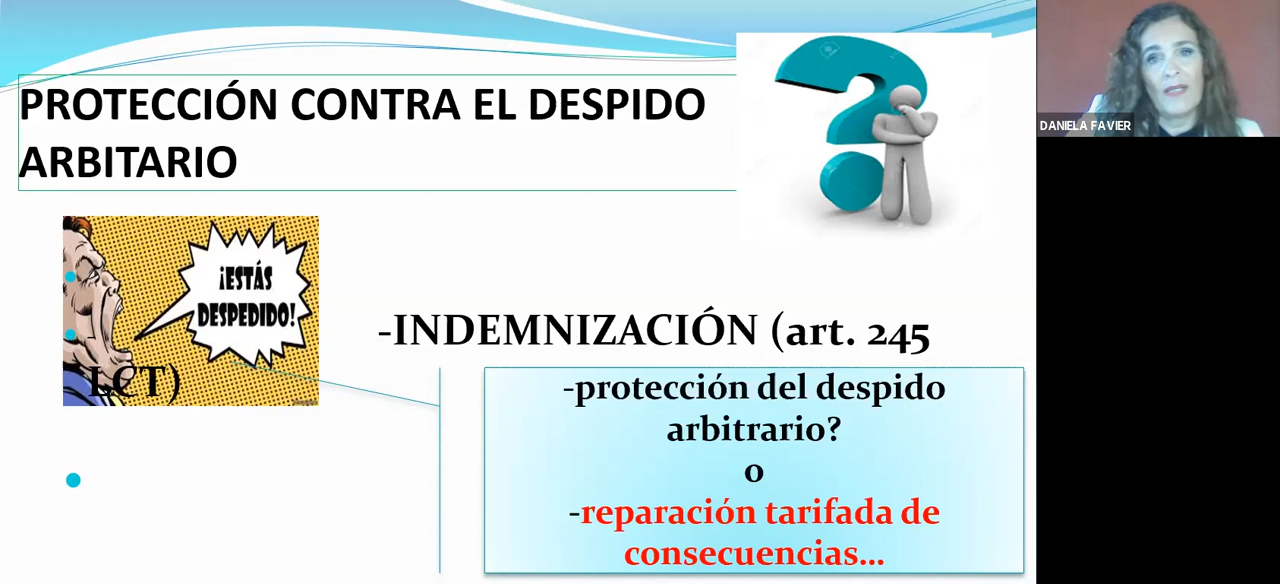 PROTECCIÓN CONTRA EL DESPIDO
ARBITARIO
DANIELA FAVIER
¡ESTÁS
DESPEDIDO!
-INDEMNIZACIÓN (art. 245
LCT)
-protección del despido
arbitrario?
o
-reparación tarifada de
consecuencias...